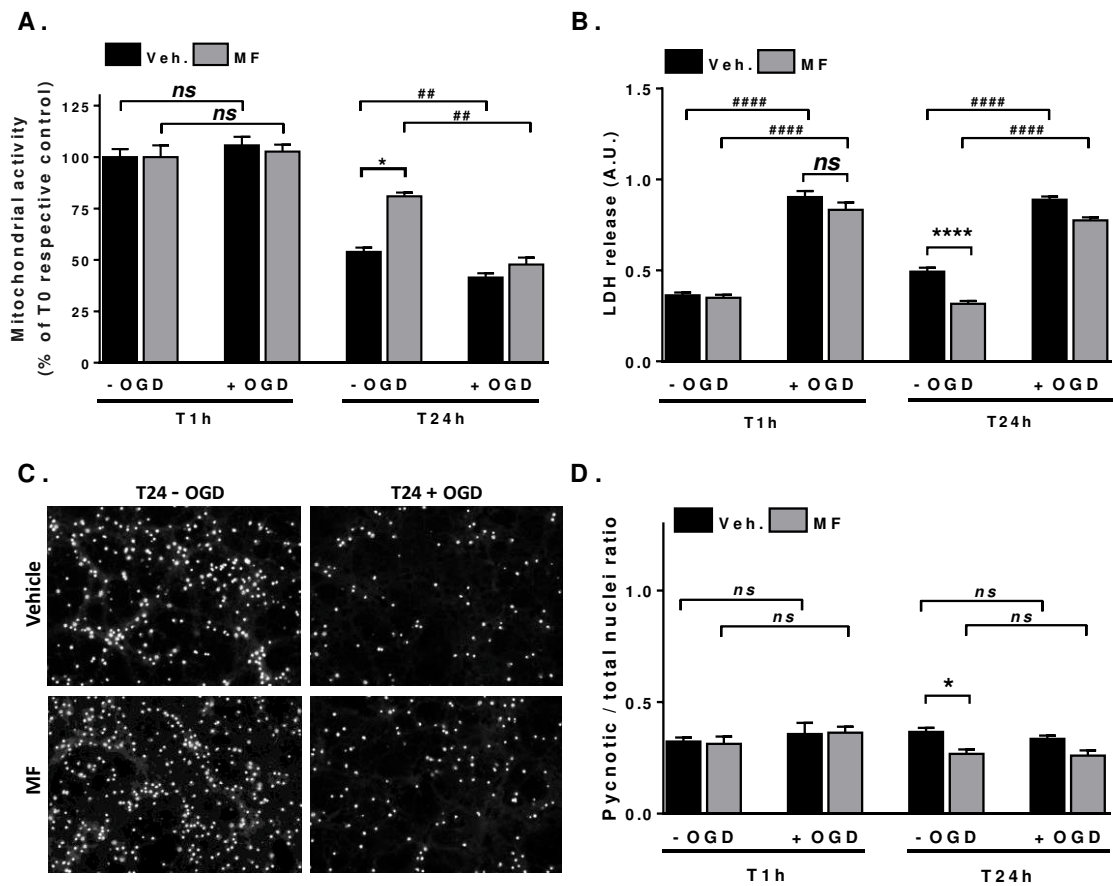 A.
Veh. MF
Mitochondrial activity
(% of T0 respective control)
125
100
75
50
25
0
ns
ns
##
##
*
- OGD + OGD - OGD + OGD
T1h T24h
B.
Veh. MF
LDH release (A.U.)
1.5
1.0
0.5
0.0
####
####
ns
####
####
****
- OGD + OGD - OGD + OGD
T1h T24h
C.
T24 – OGD T24 + OGD
Vehicle
MF
D.
Veh. MF
Pycnotic / total nuclei ratio
1.0
0.5
0.0
ns
ns
ns
ns
*
- OGD + OGD - OGD + OGD
T1h T24h